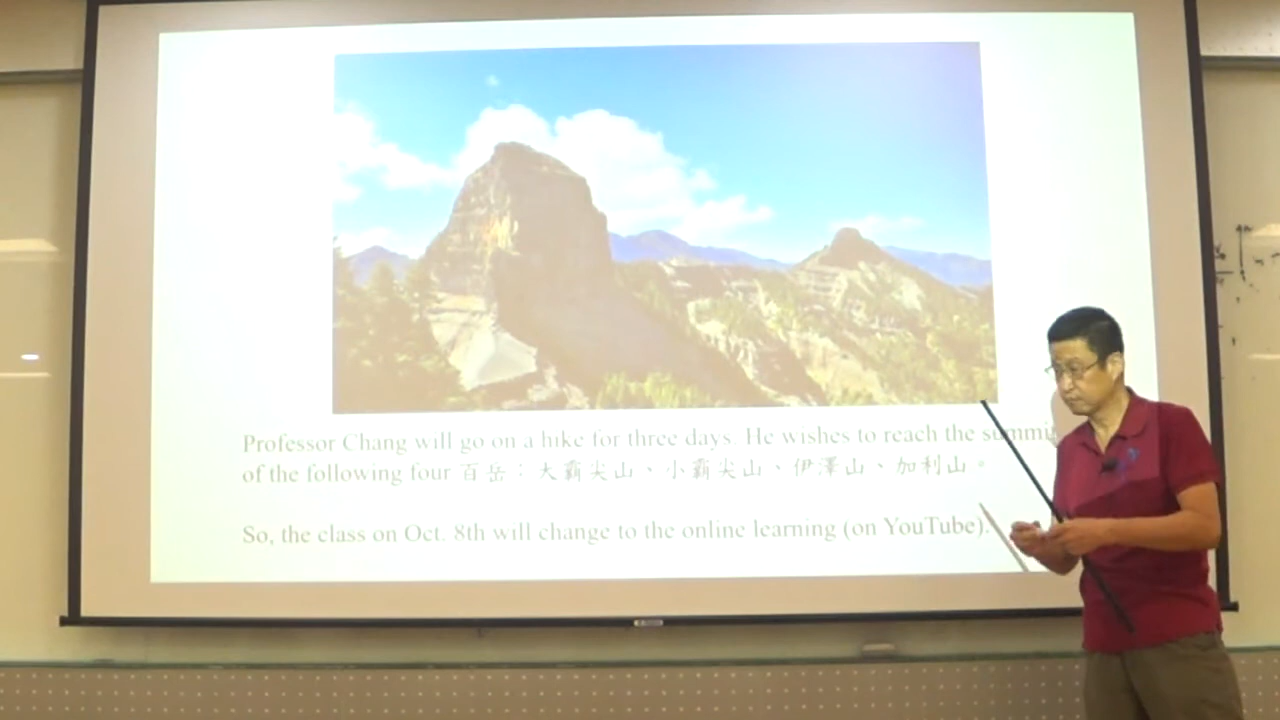 Professor Chang will go on a hike for three days. He wishes to reach the summit
of the following four 百岳：大霸尖山、小霸尖山、伊澤山、加利山。
So, the class on Oct. 8th will change to the online learning (on YouTube).